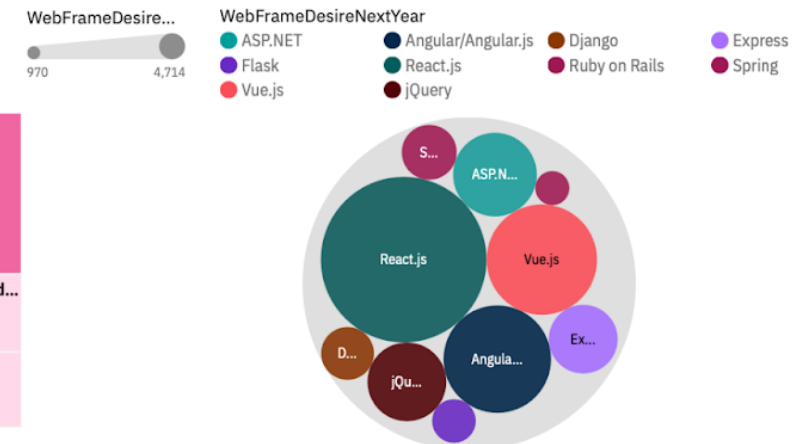 WebFrameDesire...
970 4,714
WebFrameDesireNextYear
ASP.NET Angular/Angular.js Django Express
Flask React.js Ruby on Rails Spring
Vue.js jQuery
d...
S...
ASP.N...
React.js
Vue.js
Ex...
D...
Angula...
jQu...